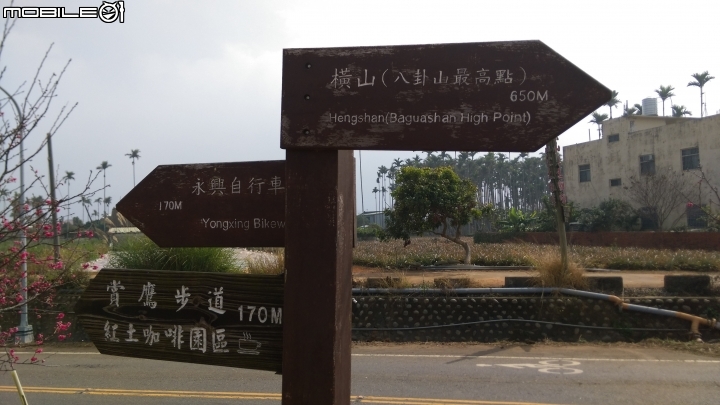 MOBILE01
橫山(八卦山最高點)
650M
Hengshan(Baguashan High Point)
永興自行車
170M
Yongxing Bikew
賞鷹步道
170M
紅土咖啡園區